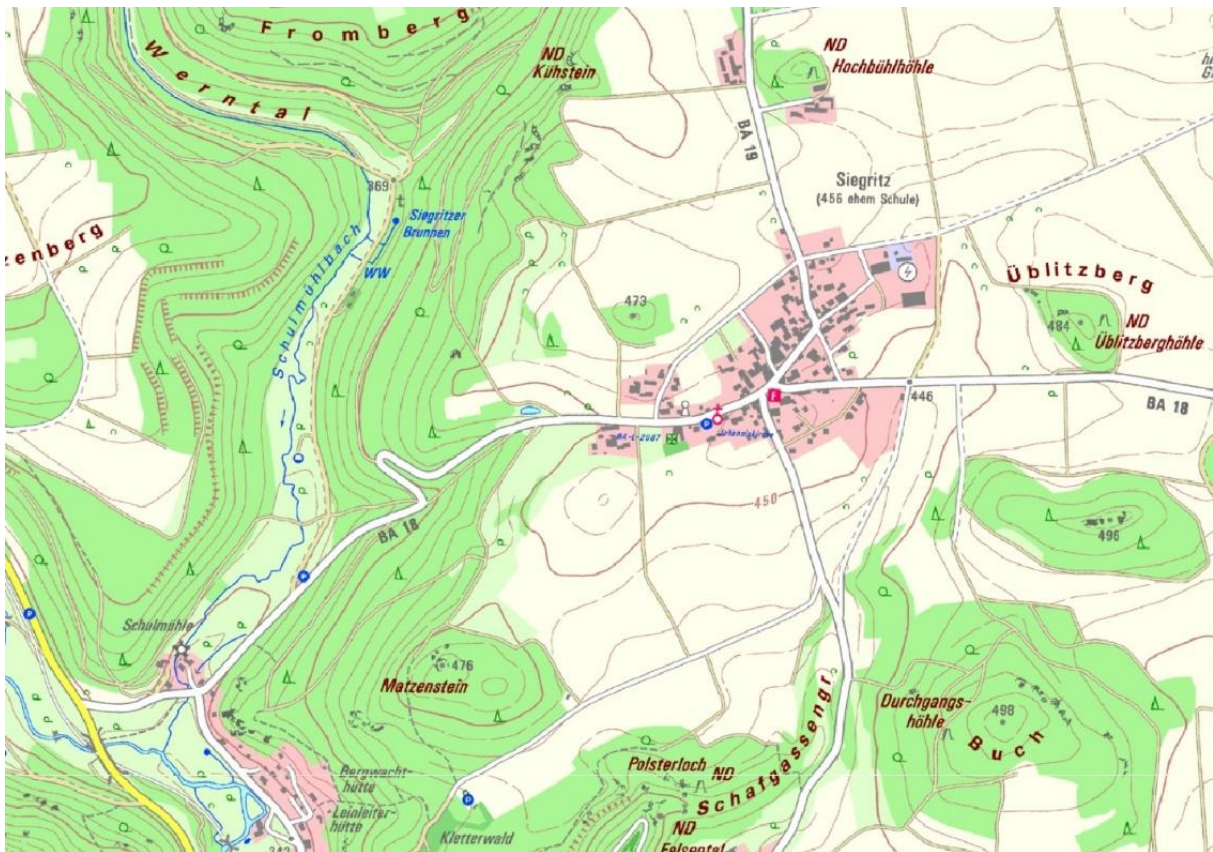 Fromberg
Werntal
ND
Kühstein
ND
Hochbühlhöhle
BA 19
369
Siegritz
(456 ehem Schule)
Siegritzer
Brunnen
zenberg
Schulmühlbach
WW
Üblitzberg
473
484
ND
Üblitzberghöhle
446
BA 18
P
F
BA 18
450
496
P
P
Schulmühle
476
Matzenstein
Durchgangs-
höhle
498
Buch
Polsterloch
ND
Schafgassengr.
Bergwacht-
hütte
Leinleiter-
hütte
P
Kletterwald
ND
Felsental